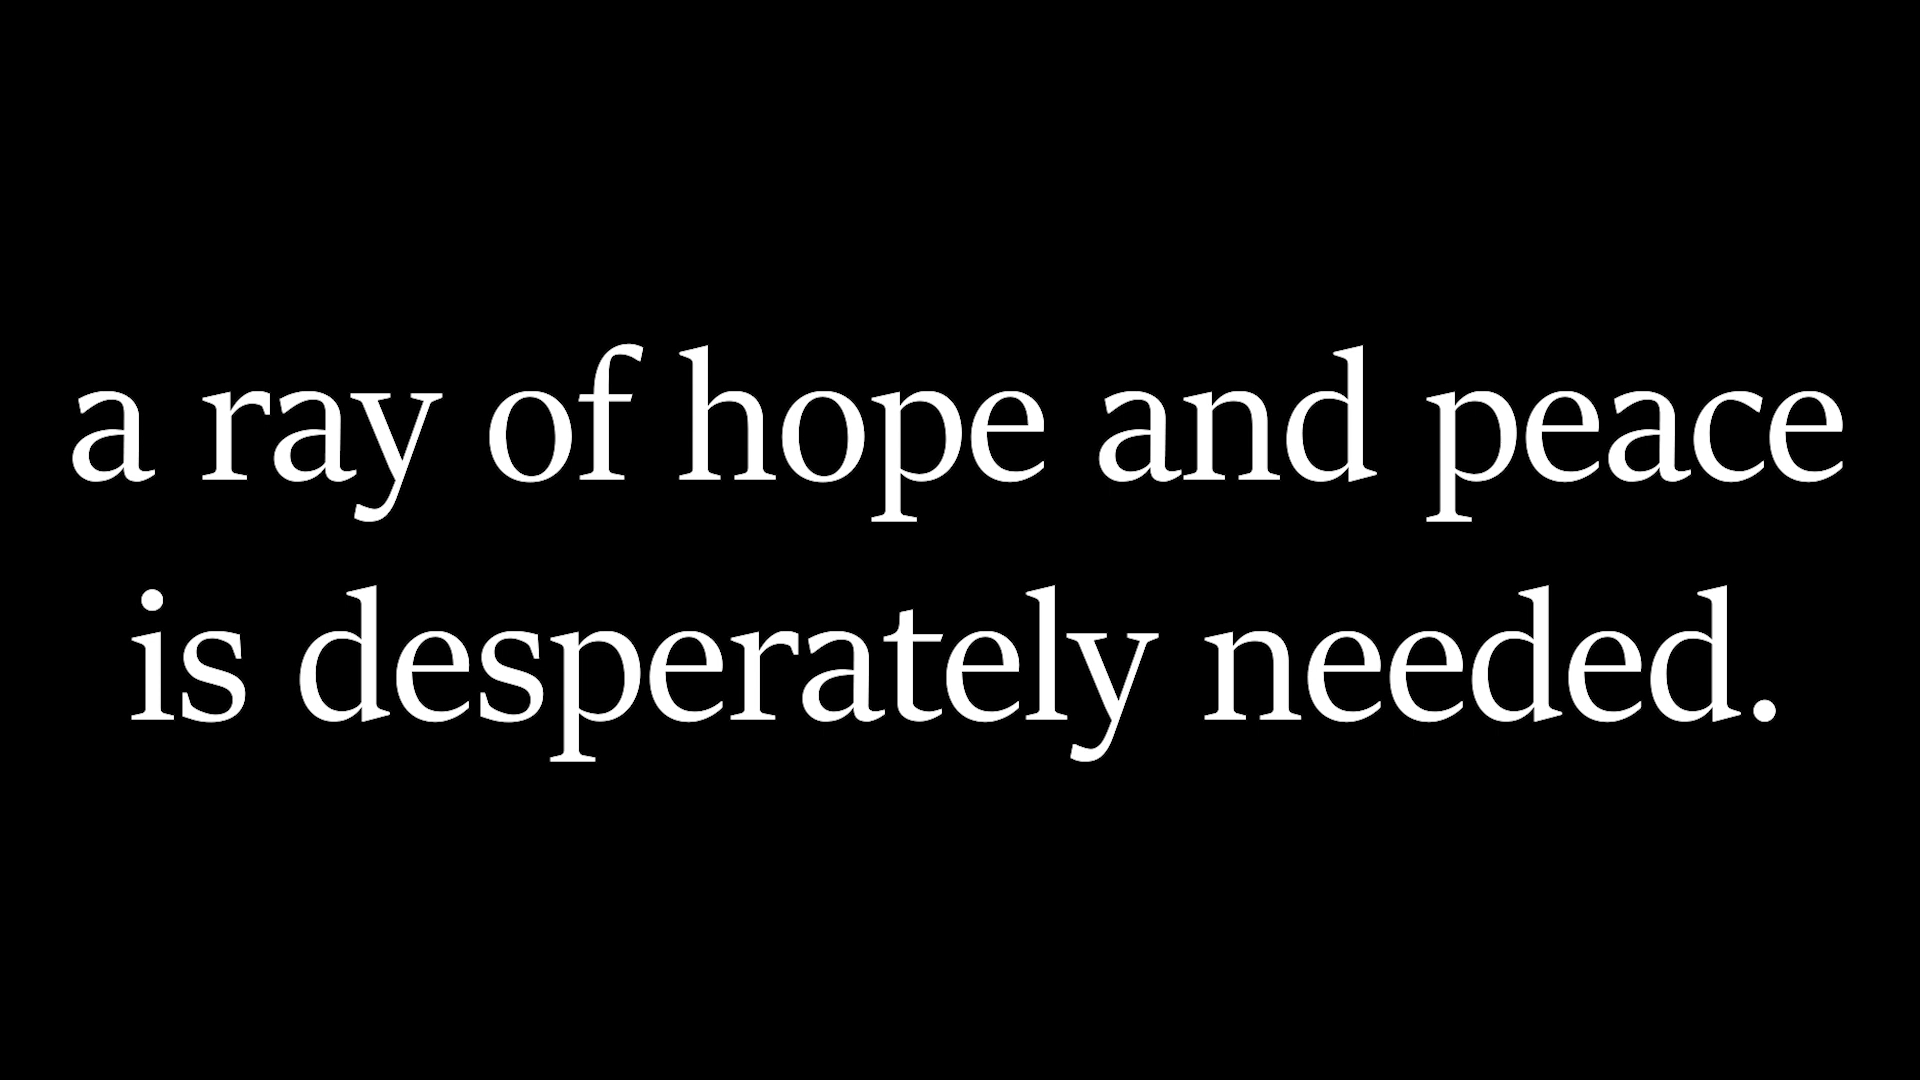 a ray of hope and peace
is desperately needed.